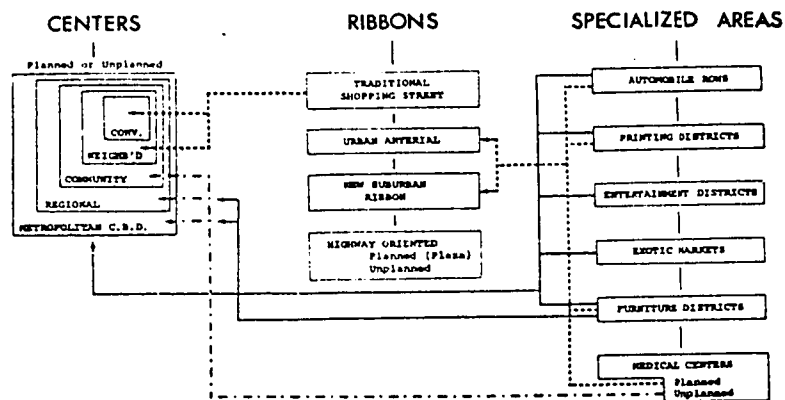 CENTERS
Planned or Unplanned
CONV.
NEIGHB'D
COMMUNITY
REGIONAL
METROPOLITAN C.B.D.
RIBBONS
TRADITIONAL
SHOPPING STREET
URBAN ARTERIAL
NEW SUBURBAN
RIBBON
HIGHWAY ORIENTED
Planned (Plaza)
Unplanned
SPECIALIZED AREAS
AUTOMOBILE ROWS
PRINTING DISTRICTS
ENTERTAINMENT DISTRICTS
EXOTIC MARKETS
FURNITURE DISTRICTS
MEDICAL CENTERS
Planned
Unplanned